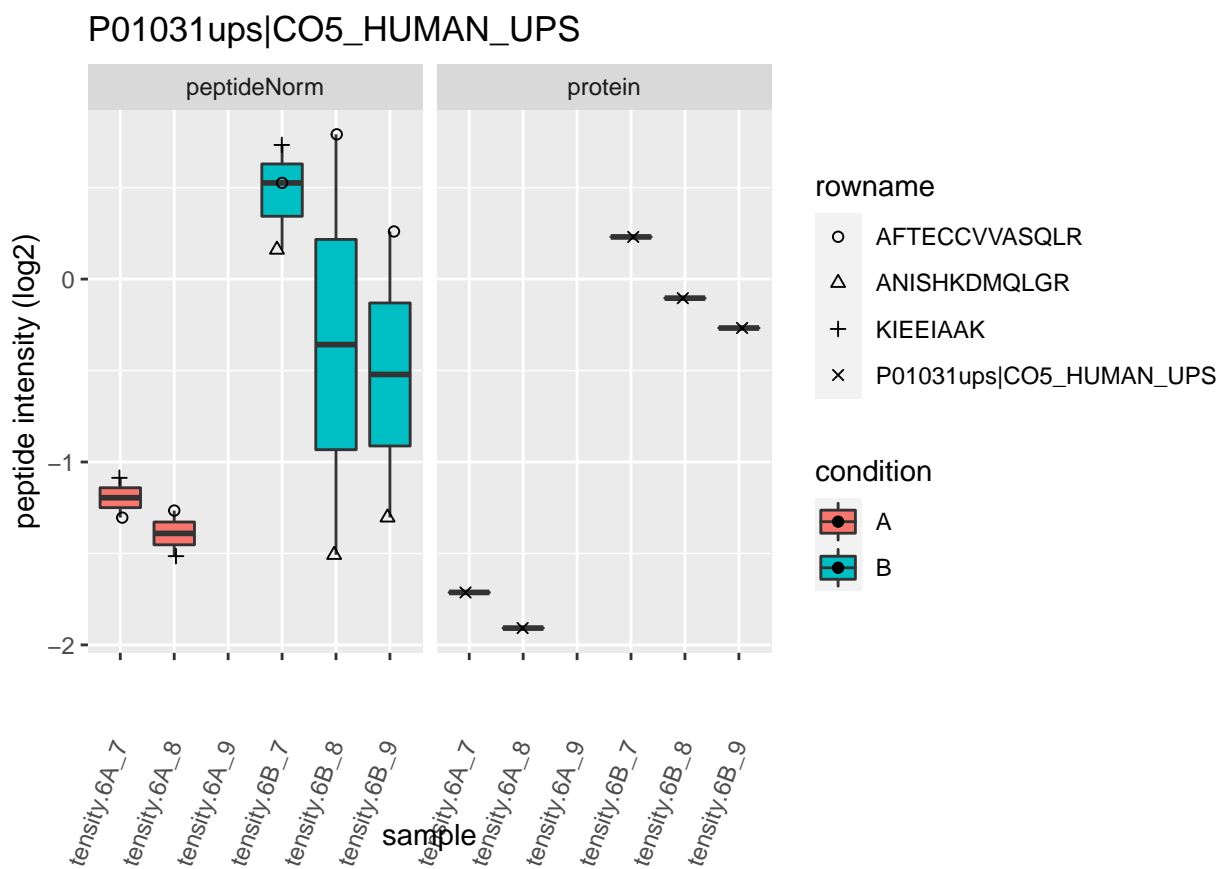 P01031ups|CO5_HUMAN_UPS
peptideNorm
protein
peptide intensity (log2)
0
−1
−2
tensity.6A_7
tensity.6A_8
tensity.6A_9
tensity.6B_7
tensity.6B_8
tensity.6B_9
tensity.6A_7
tensity.6A_8
tensity.6A_9
tensity.6B_7
tensity.6B_8
tensity.6B_9
sample
rowname
AFTECCVVASQLR
ANISHKDMQLGR
KIEEIAAK
P01031ups|CO5_HUMAN_UPS
condition
A
B